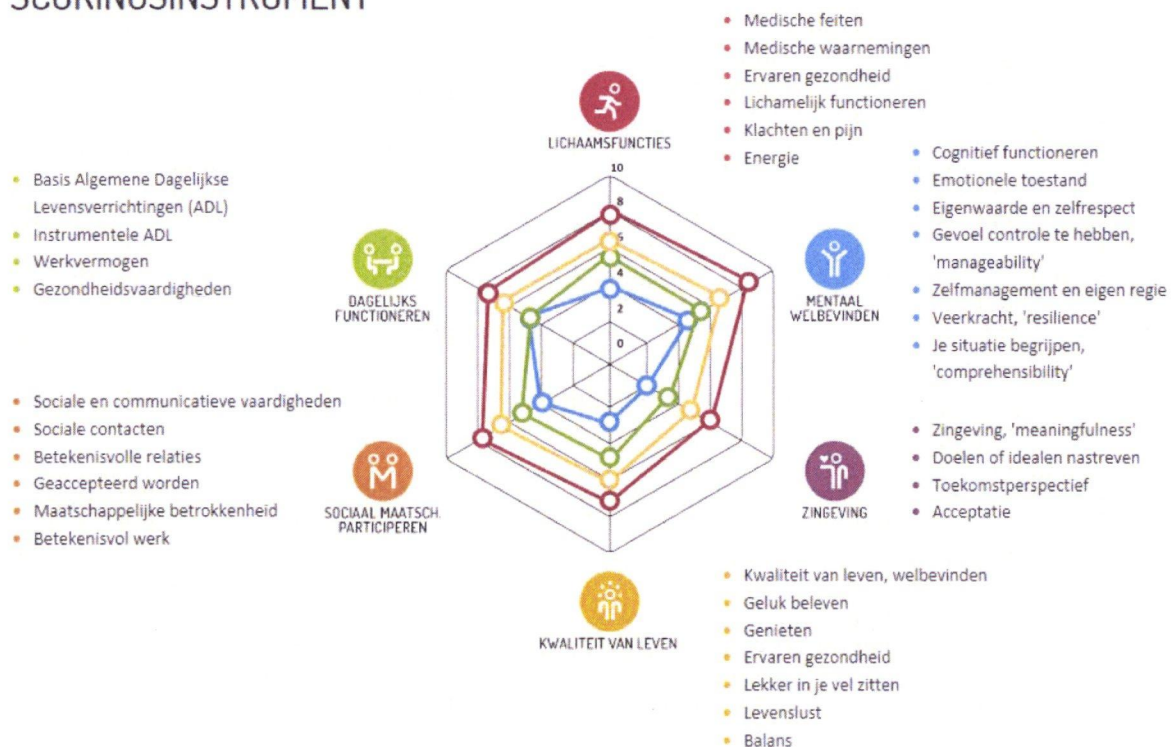 SCORINGSINSTRUMENT
Medische feiten
Medische waarnemingen
Ervaren gezondheid
Lichamelijk functioneren
Klachten en pijn
Energie
LICHAAMSFUNCTIES
Cognitief functioneren
Emotionele toestand
Eigenwaarde en zelfrespect
Gevoel controle te hebben,
'manageability'
Zelfmanagement en eigen regie
Veerkracht, 'resilience'
Je situatie begrijpen,
'comprehensibility'
MENTAAL
WELBEVINDEN
Basis Algemene Dagelijkse
Levensverrichtingen (ADL)
Instrumentele ADL
Werkvermogen
Gezondheidsvaardigheden
DAGELIJKS
FUNCTIONEREN
10
8
6
4
2
0
Sociale en communicatieve vaardigheden
Sociale contacten
Betekenisvolle relaties
Geaccepteerd worden
Maatschappelijke betrokkenheid
Betekenisvol werk
SOCIAAL MAATSCH.
PARTICIPEREN
Zingeving, 'meaningfulness'
Doelen of idealen nastreven
Toekomstperspectief
Acceptatie
ZINGEVING
KWALITEIT VAN LEVEN
Kwaliteit van leven, welbevinden
Geluk beleven
Genieten
Ervaren gezondheid
Lekker in je vel zitten
Levenslust
Balans